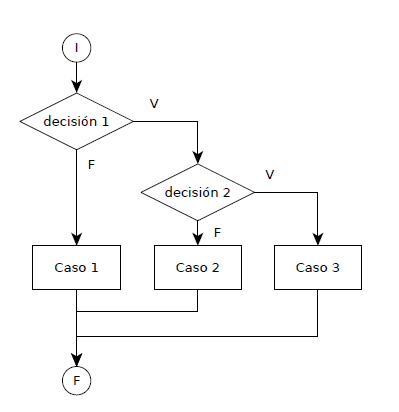 I
decisión 1
V
F
decisión 2
V
F
Caso 1
Caso 2
Caso 3
F